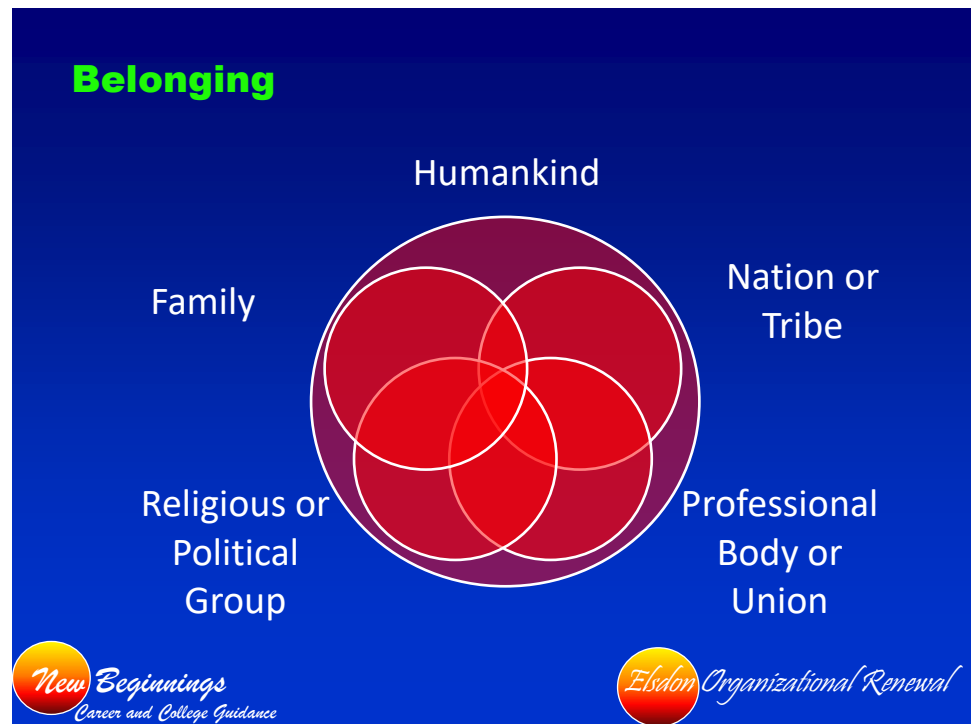 Belonging
Humankind
Family
Nation or
Tribe
Religious or
Political
Group
Professional
Body or
Union
New Beginnings
Career and College Guidance
Elsdon Organizational Renewal